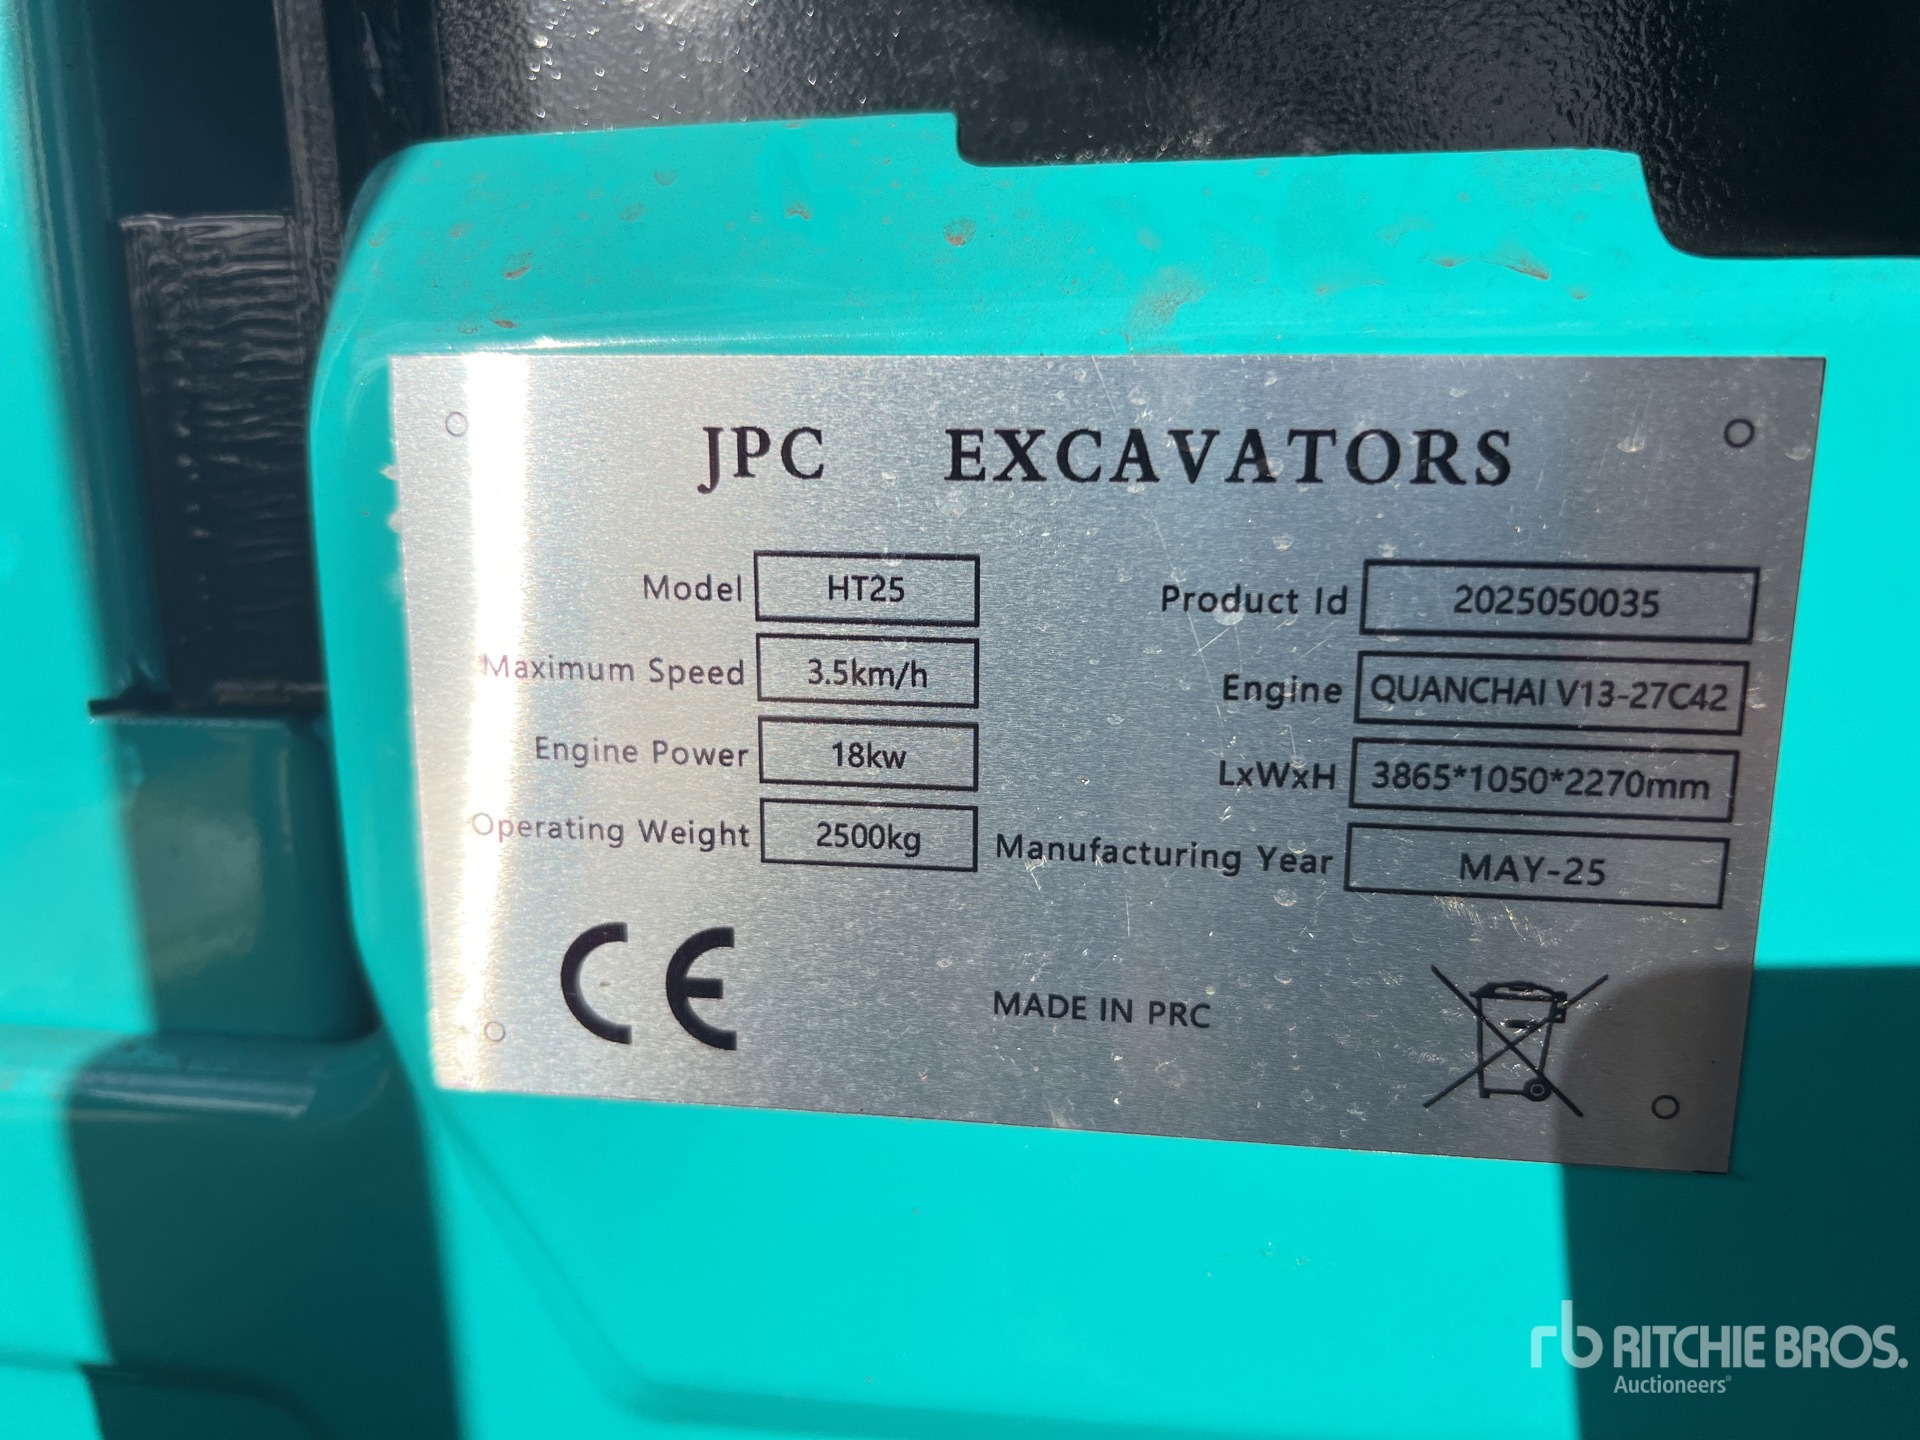 JPC EXCAVATORS
Model HT25
Maximum Speed 3.5km/h
Engine Power 18kw
Operating Weight 2500kg
Product Id 2025050035
Engine QUANCHAI V13-27C42
LxWxH 3865*1050*2270mm
Manufacturing Year MAY-25
CE
MADE IN PRC
rb RITCHIE BROS.
Auctioneers®